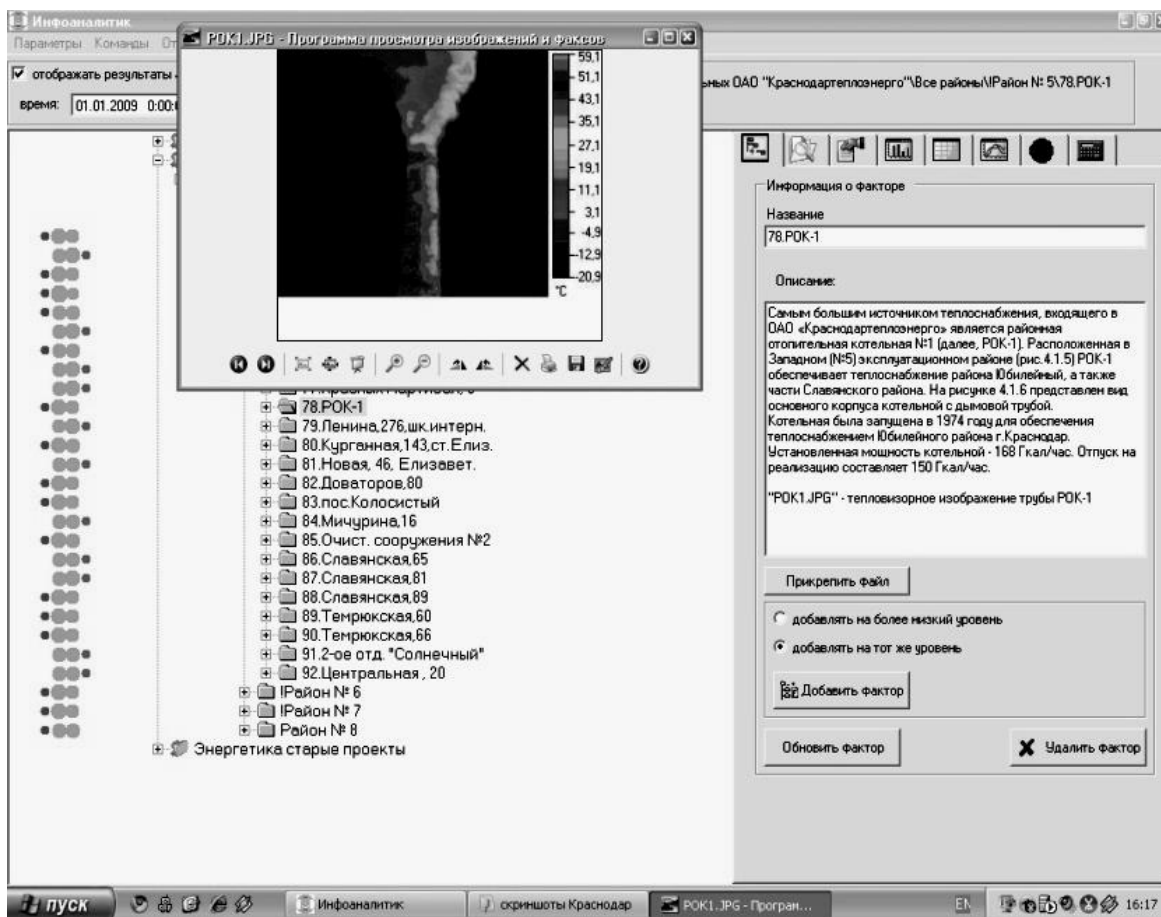 Инфоаналитик
Параметры Команды От
отображать результаты
время: 01.01.2009 0:00:0
ьных ОАО "Краснодартеплоэнерго"\Все районы\!Район № 5\78.РОК-1
РОК1.JPG - Программа просмотра изображений и факсов
59,1
51,1
43,1
35,1
27,1
19,1
11,1
3,1
-4,9
-12,9
-20,9
°C
78.РОК-1
79.Ленина,276,шк.интерн.
80.Курганная,143,ст.Елиз.
81.Новая, 46, Елизавет.
82.Доваторов,80
83.пос.Колосистый
84.Мичурина,16
85.Очист. сооружения №2
86.Славянская,65
87.Славянская,81
88.Славянская,89
89.Темрюкская,60
90.Темрюкская,66
91.2-ое отд. "Солнечный"
92.Центральная , 20
!Район № 6
!Район № 7
Район № 8
Энергетика старые проекты
Информация о факторе
Название
78.РОК-1
Описание:
Самым большим источником теплоснабжения, входящего в
ОАО «Краснодартеплоэнерго» является районная
отопительная котельная №1 (далее, РОК-1). Расположенная в
Западном (№5) эксплуатационном районе (рис.4.1.5) РОК-1
обеспечивает теплоснабжение района Юбилейный, а также
части Славянского района. На рисунке 4.1.6 представлен вид
основного корпуса котельной с дымовой трубой.
Котельная была запущена в 1974 году для обеспечения
теплоснабжением Юбилейного района г.Краснодар.
Установленная мощность котельной - 168 Гкал/час. Отпуск на
реализацию составляет 150 Гкал/час.
"РОК1.JPG" - тепловизорное изображение трубы РОК-1
Прикрепить файл
добавлять на более низкий уровень
добавлять на тот же уровень
Добавить фактор
Обновить фактор
Удалить фактор
пуск
Инфоаналитик
скриншоты Краснодар
РОК1.JPG - Програм...
EN
16:17